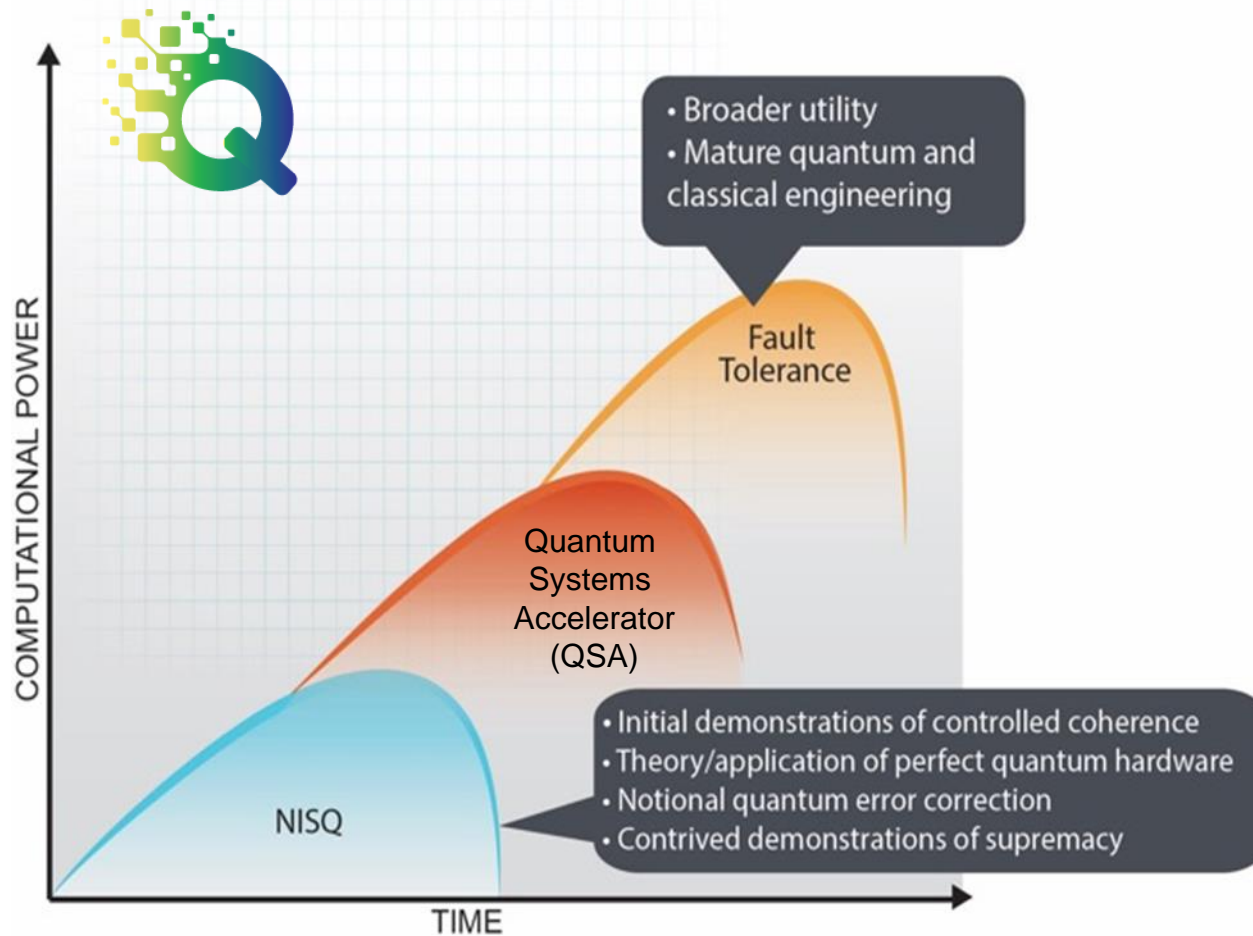 • Broader utility
• Mature quantum and
classical engineering
COMPUTATIONAL POWER
Fault
Tolerance
Quantum
Systems
Accelerator
(QSA)
NISQ
• Initial demonstrations of controlled coherence
• Theory/application of perfect quantum hardware
• Notional quantum error correction
• Contrived demonstrations of supremacy
TIME